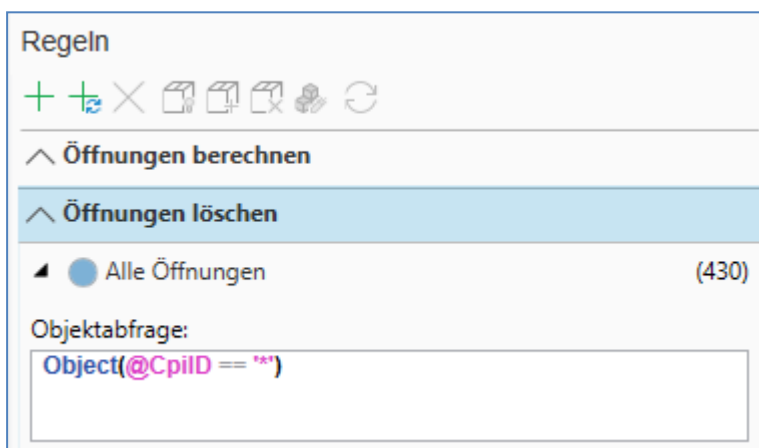 Regeln
Öffnungen berechnen
Öffnungen löschen
Alle Öffnungen (430)
Objektabfrage:
Object(@CpiID == '*')